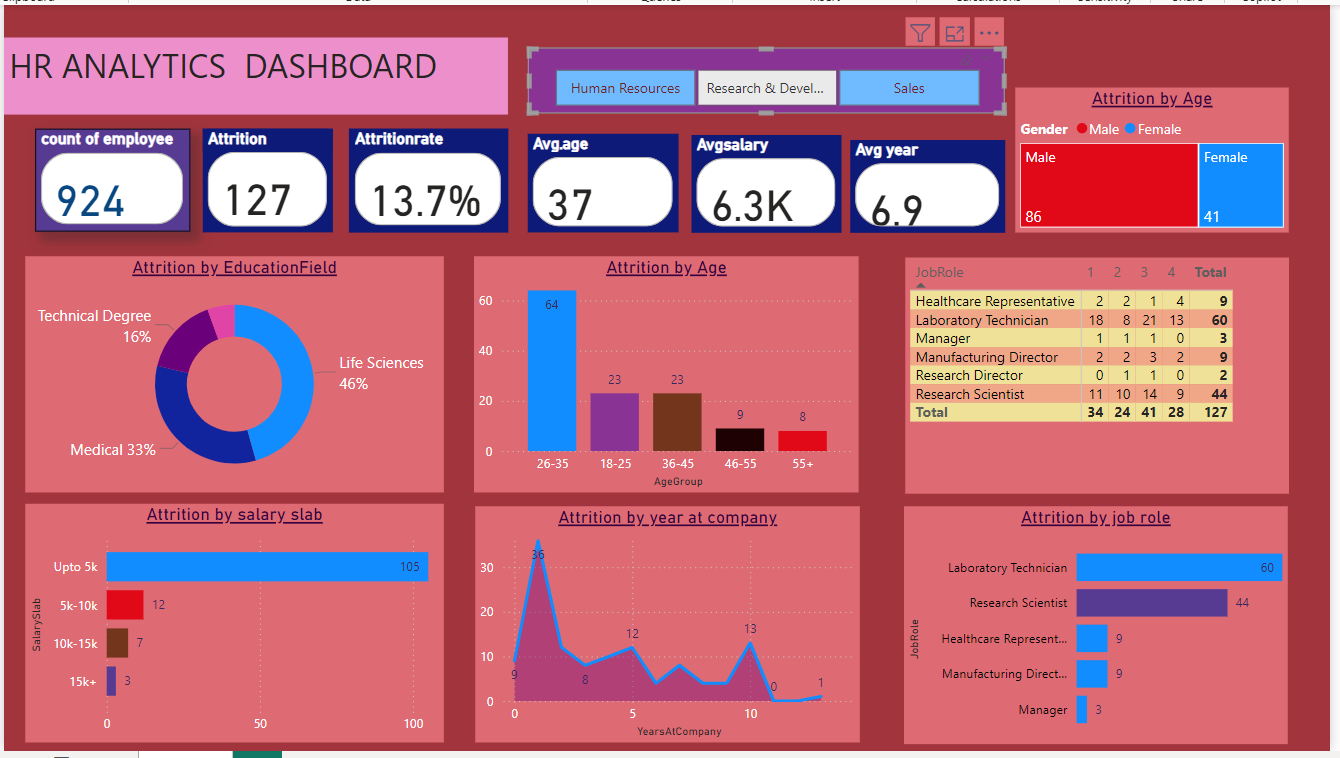 HR ANALYTICS  DASHBOARD
Human Resources
Research & Devel...
Sales
count of employee
924
Attrition
127
Attritionrate
13.7%
Avg.age
37
Avgsalary
6.3K
Avg year
6.9
Attrition by Age
Gender Male Female
Male
86
Female
41
Attrition by EducationField
Technical Degree
16%
Life Sciences
46%
Medical 33%
Attrition by Age
60
40
20
0
64
23
23
9
8
26-35 18-25 36-45 46-55 55+
AgeGroup
JobRole 1 2 3 4 Total
Healthcare Representative 2 2 1 4 9
Laboratory Technician 18 8 21 13 60
Manager 1 1 1 0 3
Manufacturing Director 2 2 3 2 9
Research Director 0 1 1 0 2
Research Scientist 11 10 14 9 44
Total 34 24 41 28 127
Attrition by salary slab
SalarySlab
Upto 5k 105
5k-10k 12
10k-15k 7
15k+ 3
0 50 100
Attrition by year at company
30
20
10
0
9
36
8
12
13
0
1
0 5 10
YearsAtCompany
Attrition by job role
JobRole
Laboratory Technician 60
Research Scientist 44
Healthcare Represent... 9
Manufacturing Direct... 9
Manager 3